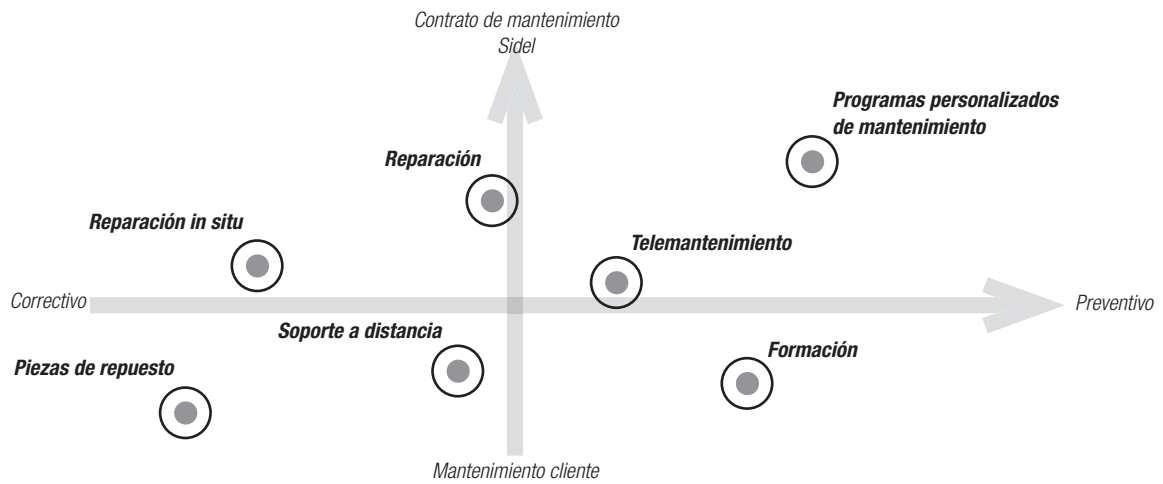 Contrato de mantenimiento
Sidel
Programas personalizados
de mantenimiento
Reparación
Reparación in situ
Telemantenimiento
Correctivo
Preventivo
Soporte a distancia
Formación
Piezas de repuesto
Mantenimiento cliente